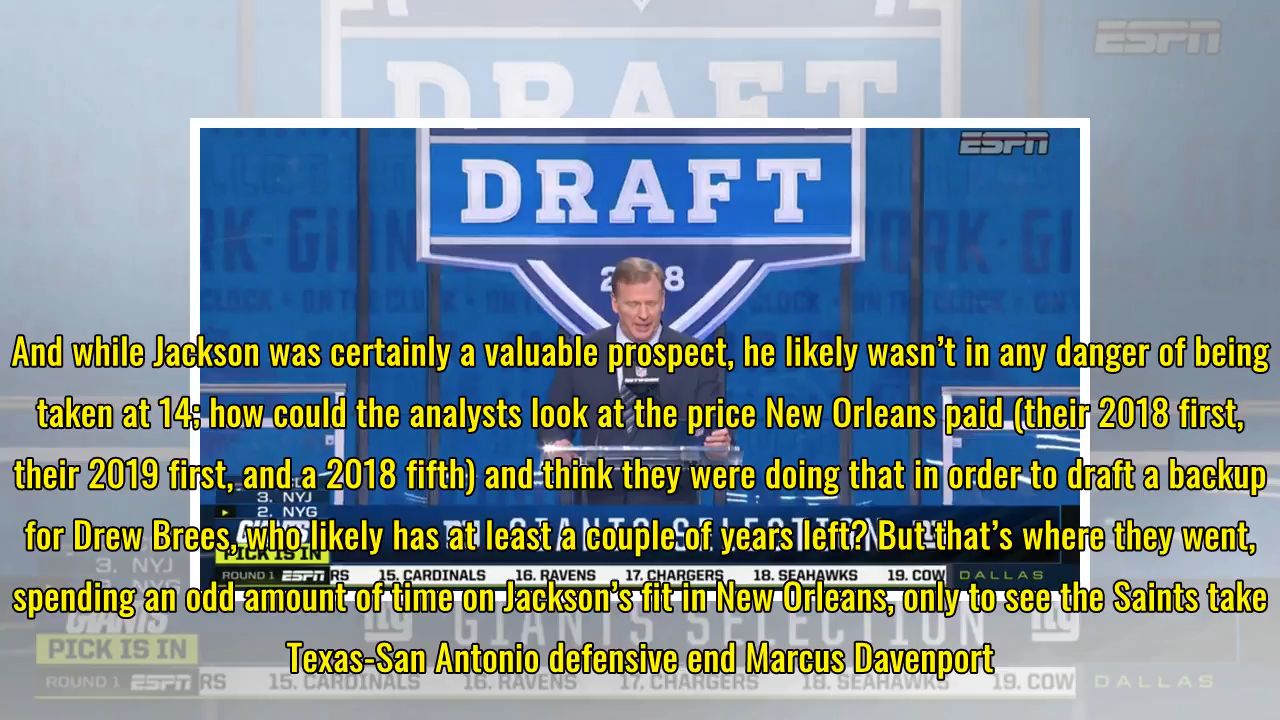 ESPN
DRAFT
ESPN
DRAFT
2018
And while Jackson was certainly a valuable prospect, he likely wasn’t in any danger of being
taken at 14; how could the analysts look at the price New Orleans paid (their 2018 first,
their 2019 first, and a 2018 fifth) and think they were doing that in order to draft a backup
for Drew Brees, who likely has at least a couple of years left? But that’s where they went,
spending an odd amount of time on Jackson’s fit in New Orleans, only to see the Saints take
Texas-San Antonio defensive end Marcus Davenport
3. NYJ
2. NYG
GIANTS
GIANTS SELECTION
PICK IS IN
ROUND 1 ESPN RS 15. CARDINALS 16. RAVENS 17. CHARGERS 18. SEAHAWKS 19. COW DALLAS
3. NYJ
GIANTS
GIANTS SELECTION
PICK IS IN
ROUND 1 ESPN RS 15. CARDINALS 16. RAVENS 17. CHARGERS 18. SEAHAWKS 19. COW DALLAS